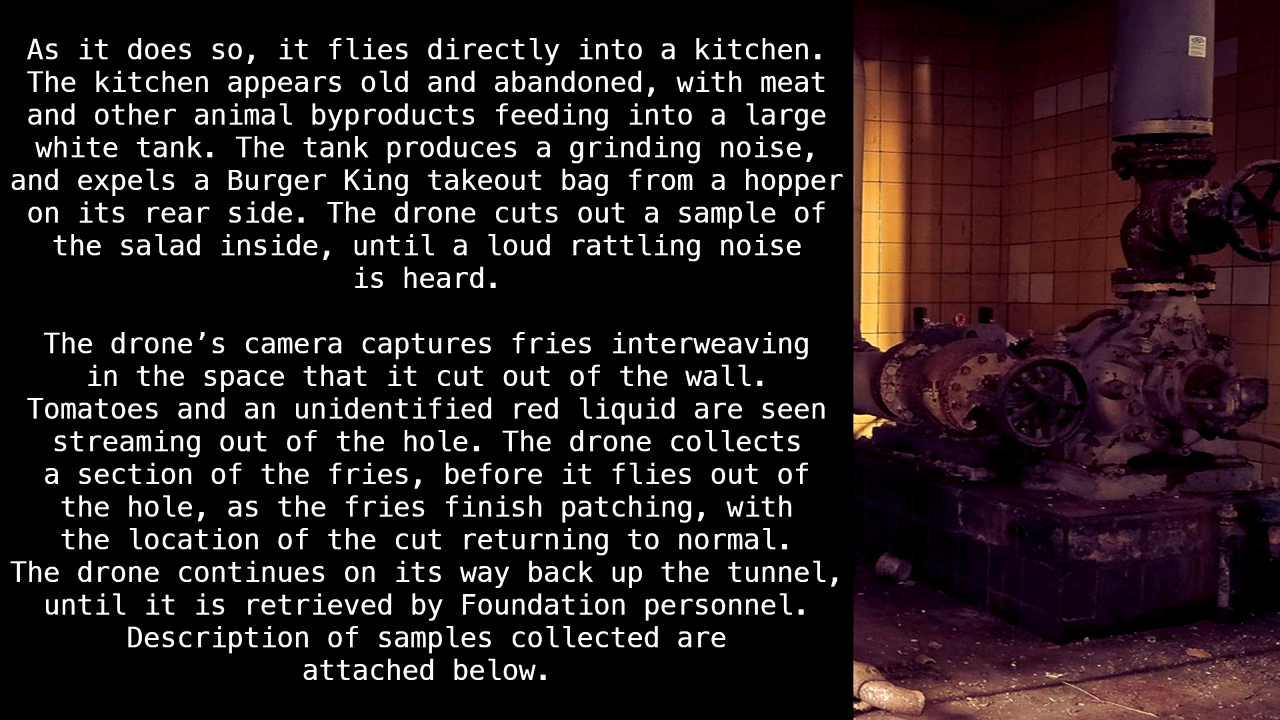 As it does so, it flies directly into a kitchen.
The kitchen appears old and abandoned, with meat
and other animal byproducts feeding into a large
white tank. The tank produces a grinding noise,
and expels a Burger King takeout bag from a hopper
on its rear side. The drone cuts out a sample of
the salad inside, until a loud rattling noise
is heard.
The drone’s camera captures fries interweaving
in the space that it cut out of the wall.
Tomatoes and an unidentified red liquid are seen
streaming out of the hole. The drone collects
a section of the fries, before it flies out of
the hole, as the fries finish patching, with
the location of the cut returning to normal.
The drone continues on its way back up the tunnel,
until it is retrieved by Foundation personnel.
Description of samples collected are
attached below.